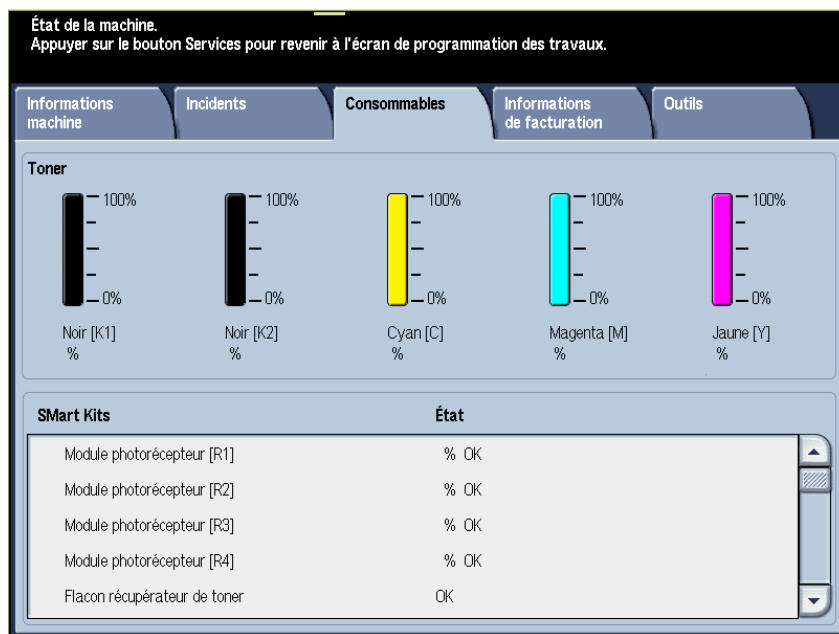 État de la machine.
Appuyer sur le bouton Services pour revenir à l'écran de programmation des travaux.
Informations machine
Incidents
Consommables
Informations de facturation
Outils
Toner
100%
0%
Noir [K1]
%
100%
0%
Noir [K2]
%
100%
0%
Cyan [C]
%
100%
0%
Magenta [M]
%
100%
0%
Jaune [Y]
%
SMart Kits État
Module photorécepteur [R1] % OK
Module photorécepteur [R2] % OK
Module photorécepteur [R3] % OK
Module photorécepteur [R4] % OK
Flacon récupérateur de toner OK